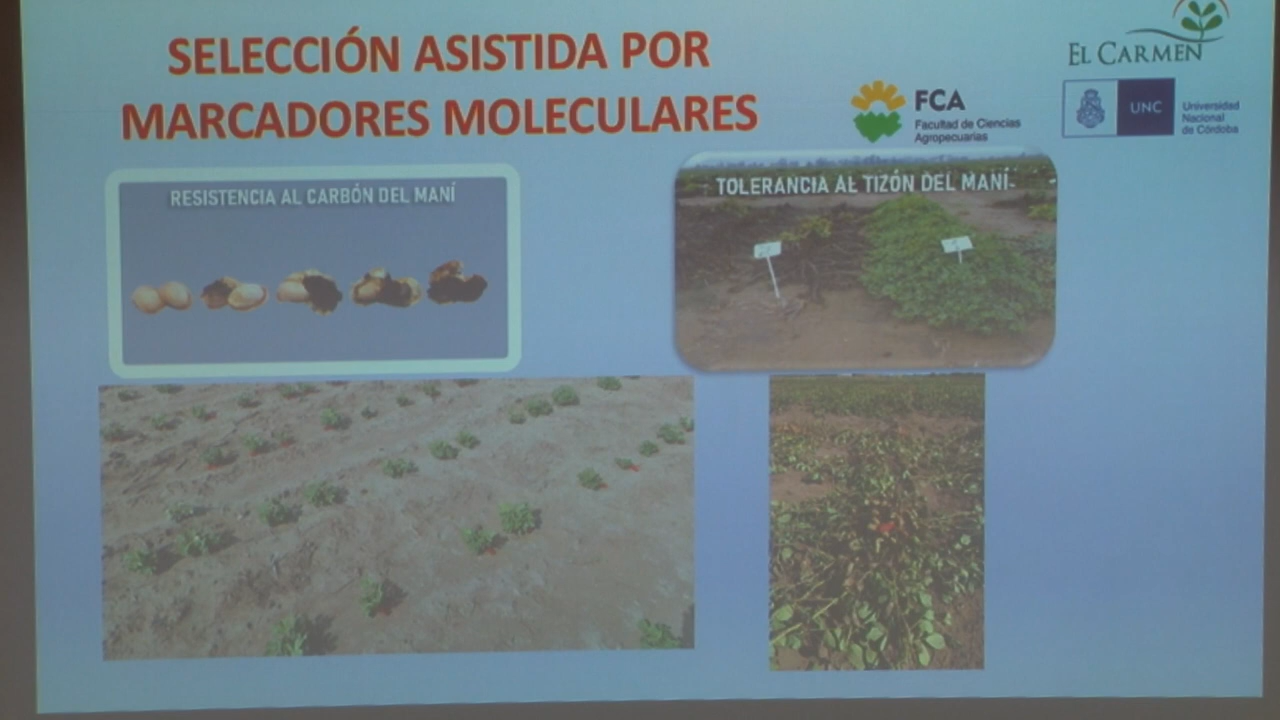 SELECCIÓN ASISTIDA POR
MARCADORES MOLECULARES
EL CARMEN
FCA
Facultad de Ciencias
Agropecuarias
UNC
Universidad
Nacional
de Córdoba
RESISTENCIA AL CARBÓN DEL MANÍ
TOLERANCIA AL TIZÓN DEL MANÍ